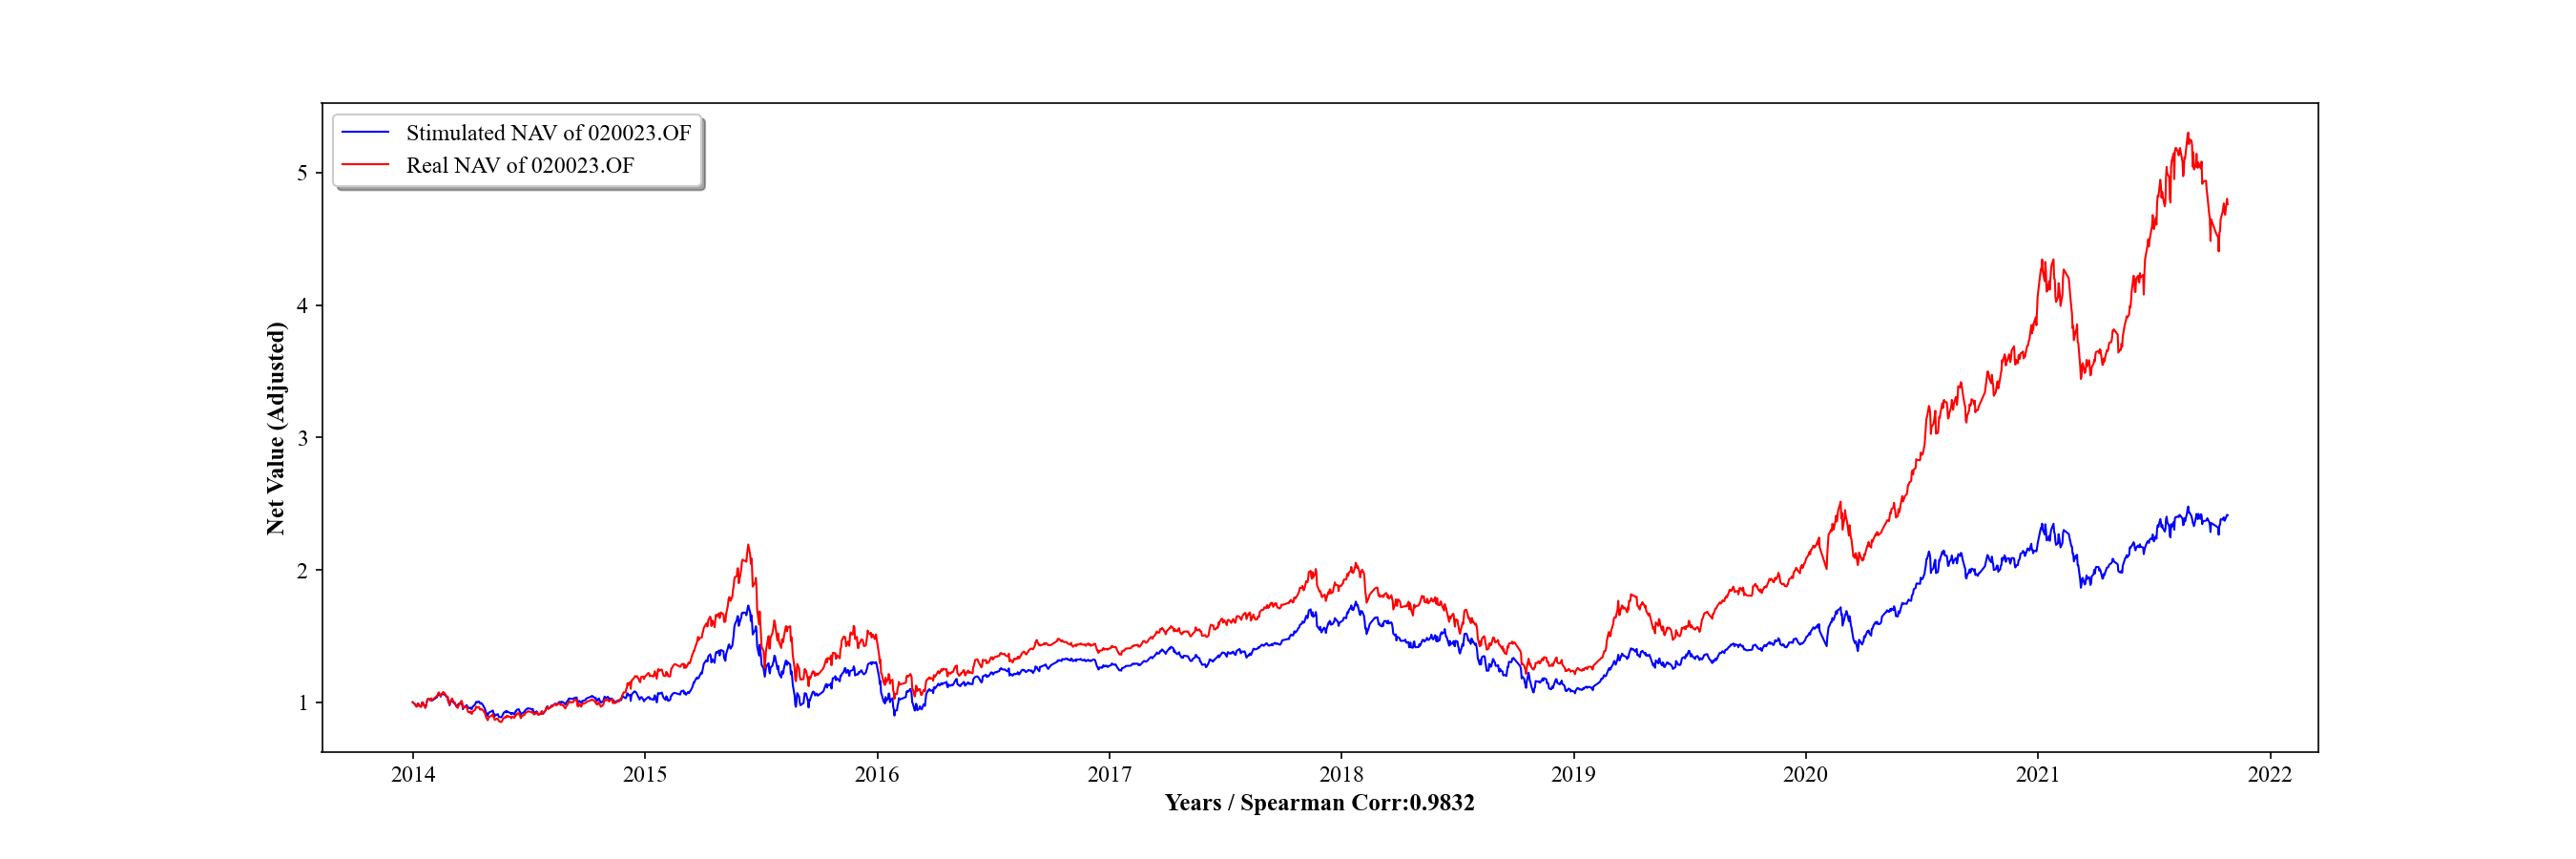 Stimulated NAV of 020023.OF
Real NAV of 020023.OF
5
4
3
2
1
Net Value (Adjusted)
2014 2015 2016 2017 2018 2019 2020 2021 2022
Years / Spearman Corr:0.9832